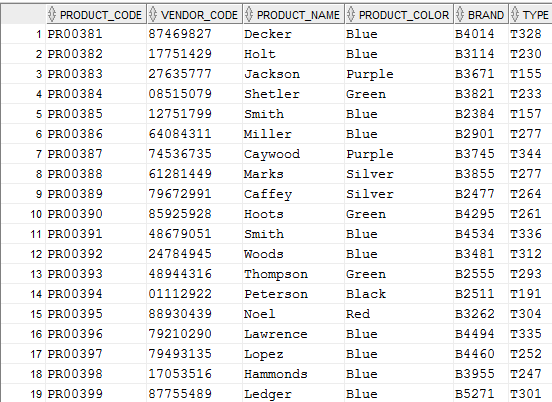 PRODUCT_CODE VENDOR_CODE PRODUCT_NAME PRODUCT_COLOR BRAND TYPE
1 PR00381 87469827 Decker Blue B4014 T328
2 PR00382 17751429 Holt Blue B3114 T230
3 PR00383 27635777 Jackson Purple B3671 T155
4 PR00384 08515079 Shetler Green B3821 T233
5 PR00385 12751799 Smith Blue B2384 T157
6 PR00386 64084311 Miller Blue B2901 T277
7 PR00387 74536735 Caywood Purple B3745 T344
8 PR00388 61281449 Marks Silver B3855 T277
9 PR00389 79672991 Caffey Silver B2477 T264
10 PR00390 85925928 Hoots Green B4295 T261
11 PR00391 48679051 Smith Blue B4534 T336
12 PR00392 24784945 Woods Blue B3481 T312
13 PR00393 48944316 Thompson Green B2555 T293
14 PR00394 01112922 Peterson Black B2511 T191
15 PR00395 88930439 Noel Red B3262 T304
16 PR00396 79210290 Lawrence Blue B4494 T335
17 PR00397 79493135 Lopez Blue B4460 T252
18 PR00398 17053516 Hammonds Blue B3955 T247
19 PR00399 87755489 Ledger Blue B5271 T301